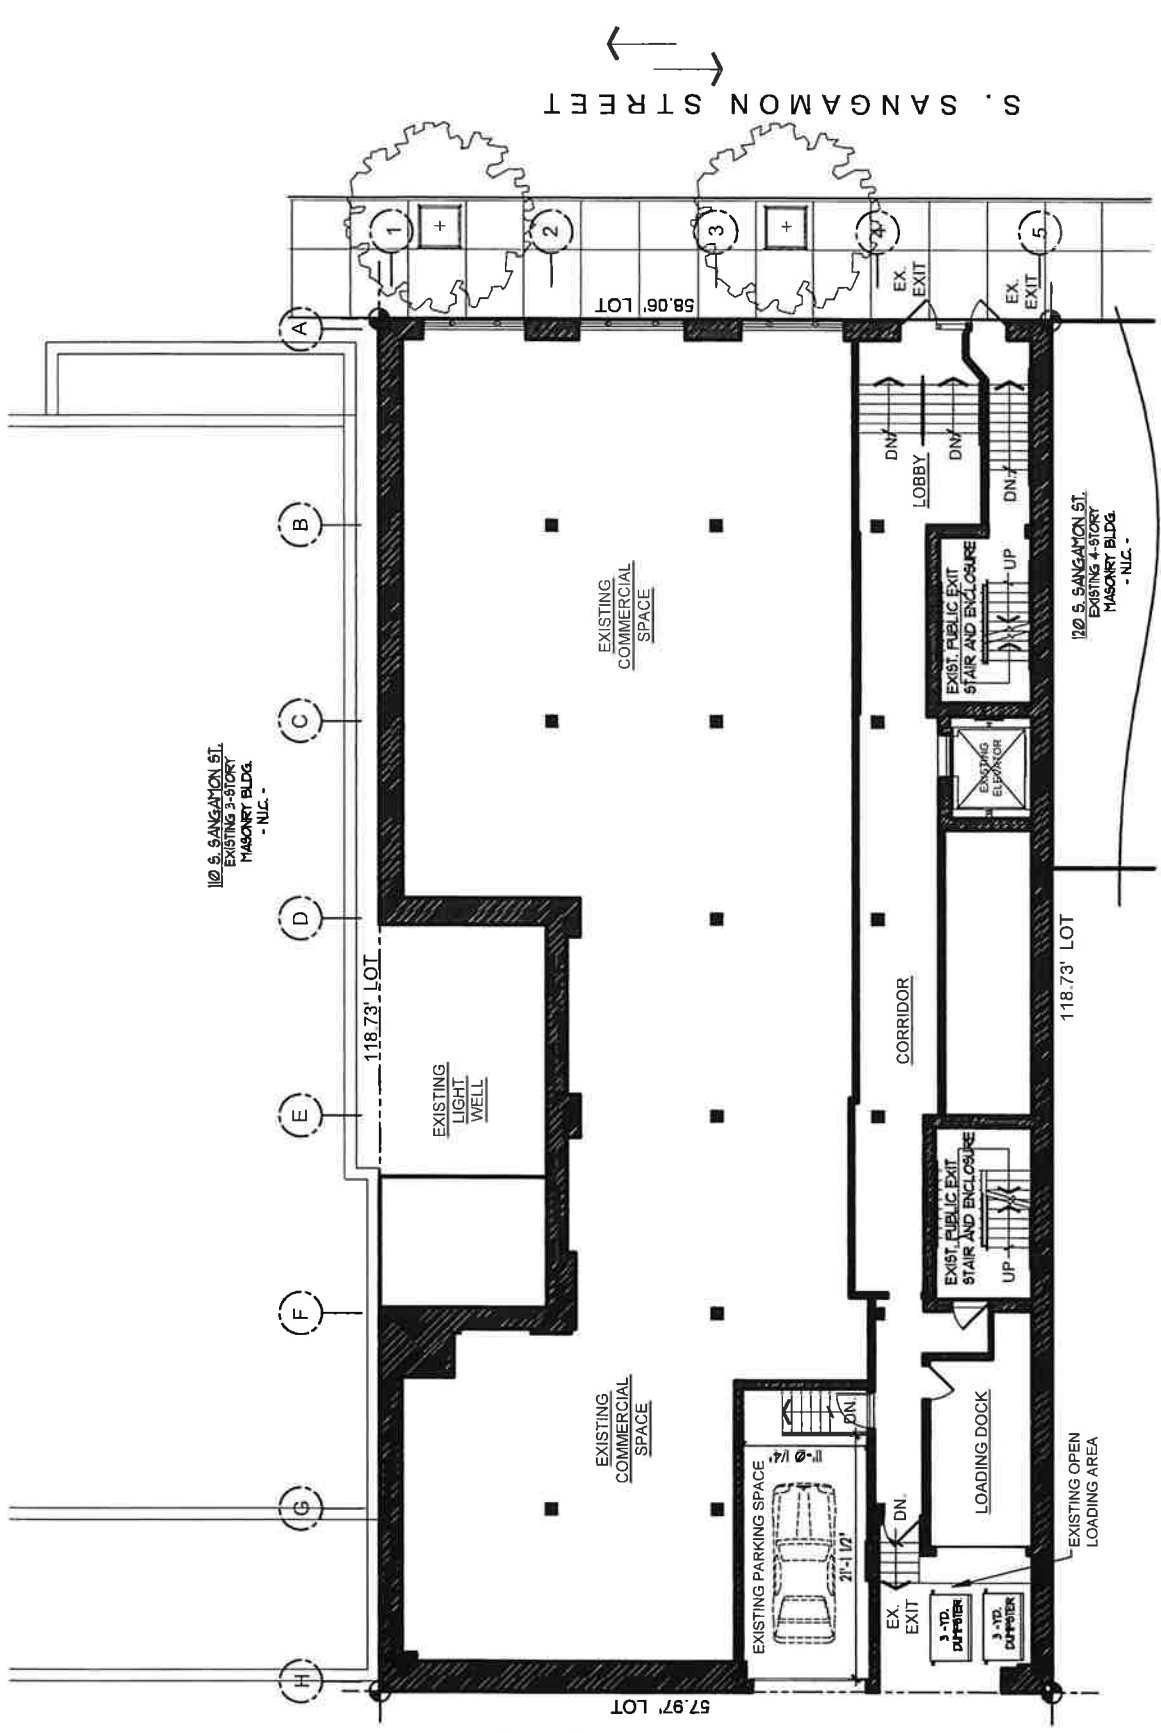 S. SANGAMON STREET
1
2
3
4
5
A
B
C
D
E
F
G
H
58.06' LOT
EX.
EXIT
EX.
EXIT
DN.
DN.
LOBBY
DN.
110 S. SANGAMON ST.
EXISTING 3-STORY
MASONRY BLDG.
- N.I.C. -
120 S. SANGAMON ST.
EXISTING 4-STORY
MASONRY BLDG.
- N.I.C. -
EXISTING
COMMERCIAL
SPACE
EXIST. PUBLIC EXIT
STAIR AND ENCLOSURE
UP
EXISTING
ELEVATOR
118.73' LOT
118.73' LOT
CORRIDOR
EXISTING
LIGHT
WELL
EXIST. PUBLIC EXIT
STAIR AND ENCLOSURE
UP
EXISTING
COMMERCIAL
SPACE
DN.
11'-0 1/4"
EXISTING PARKING SPACE
21'-1 1/2"
LOADING DOCK
DN.
EXISTING OPEN
LOADING AREA
EX.
EXIT
3-YD.
DUMPSTER
3-YD.
DUMPSTER
57.97' LOT